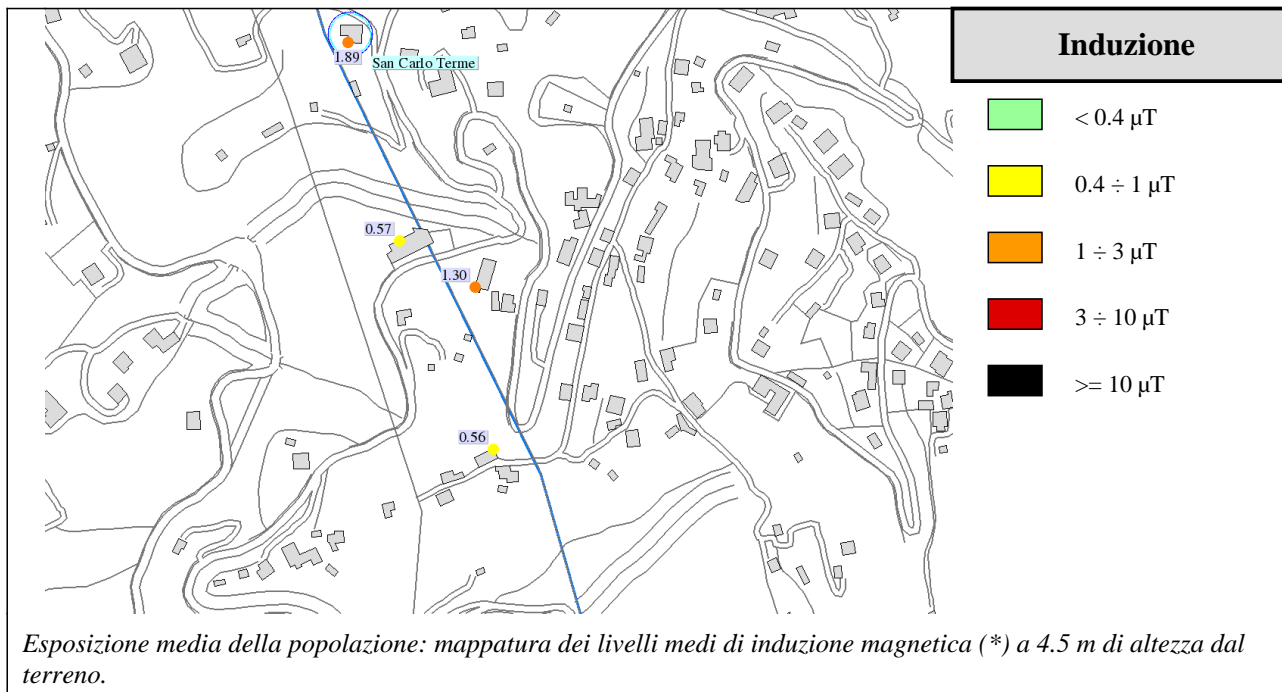 1.89
San Carlo Terme
0.57
1.30
0.56
Induzione
< 0.4 µT
0.4 ÷ 1 µT
1 ÷ 3 µT
3 ÷ 10 µT
>= 10 µT
Esposizione media della popolazione: mappatura dei livelli medi di induzione magnetica (*) a 4.5 m di altezza dal
terreno.